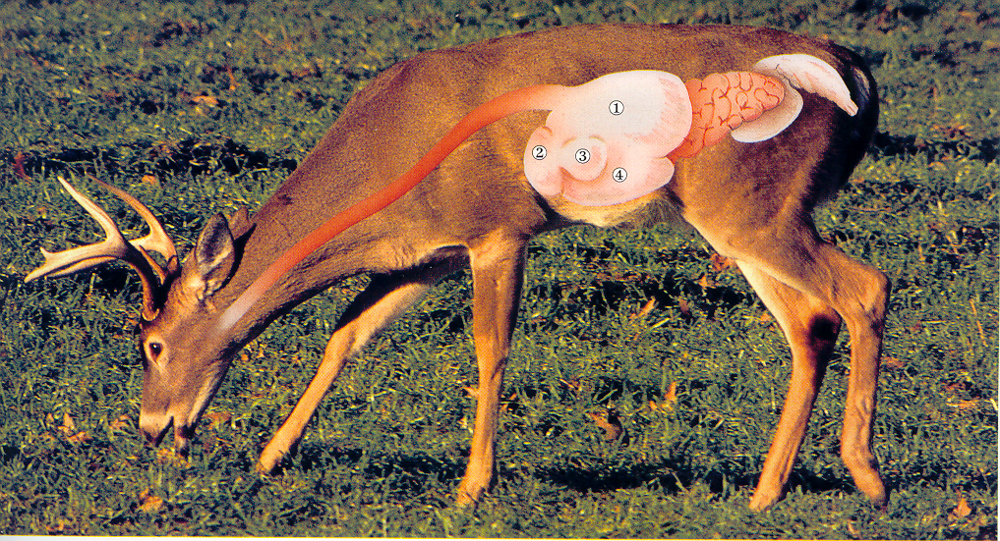 ①
② ③
④